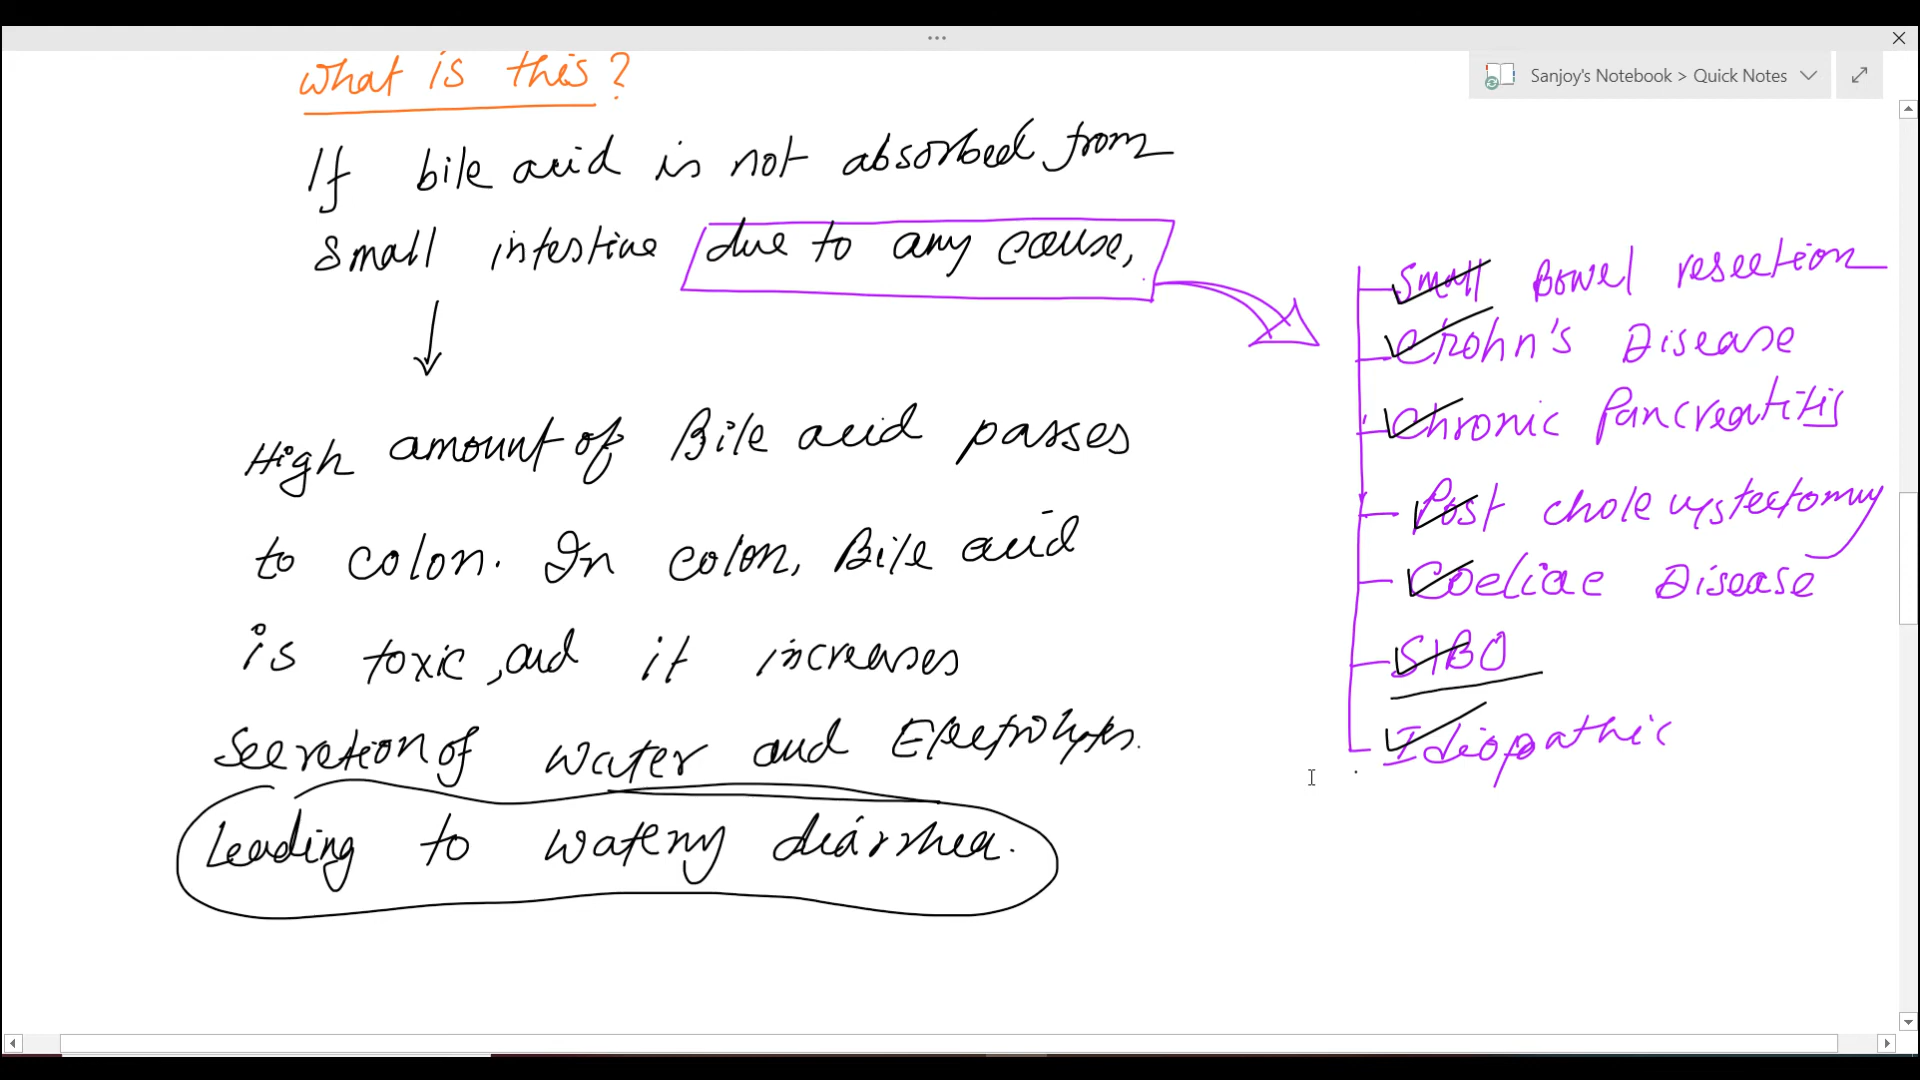 What is this?
Sanjoy's Notebook > Quick Notes
If bile acid is not absorbed from
Small intestine due to any cause,
High amount of Bile acid passes
to colon. In colon, Bile acid
is toxic, and it increases
Secretion of water and Electrolytes.
Leading to watery diarrhea.
Small Bowel resection
Crohn's Disease
Chronic Pancreatitis
Post cholecystectomy
Coeliac Disease
SIBO
Idiopathic